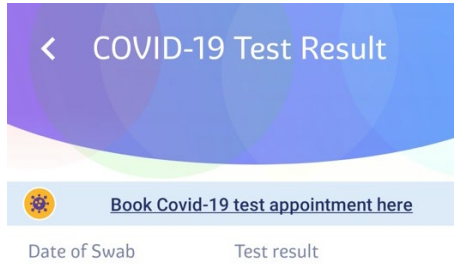 COVID-19 Test Result
Book Covid-19 test appointment here
Date of Swab Test result